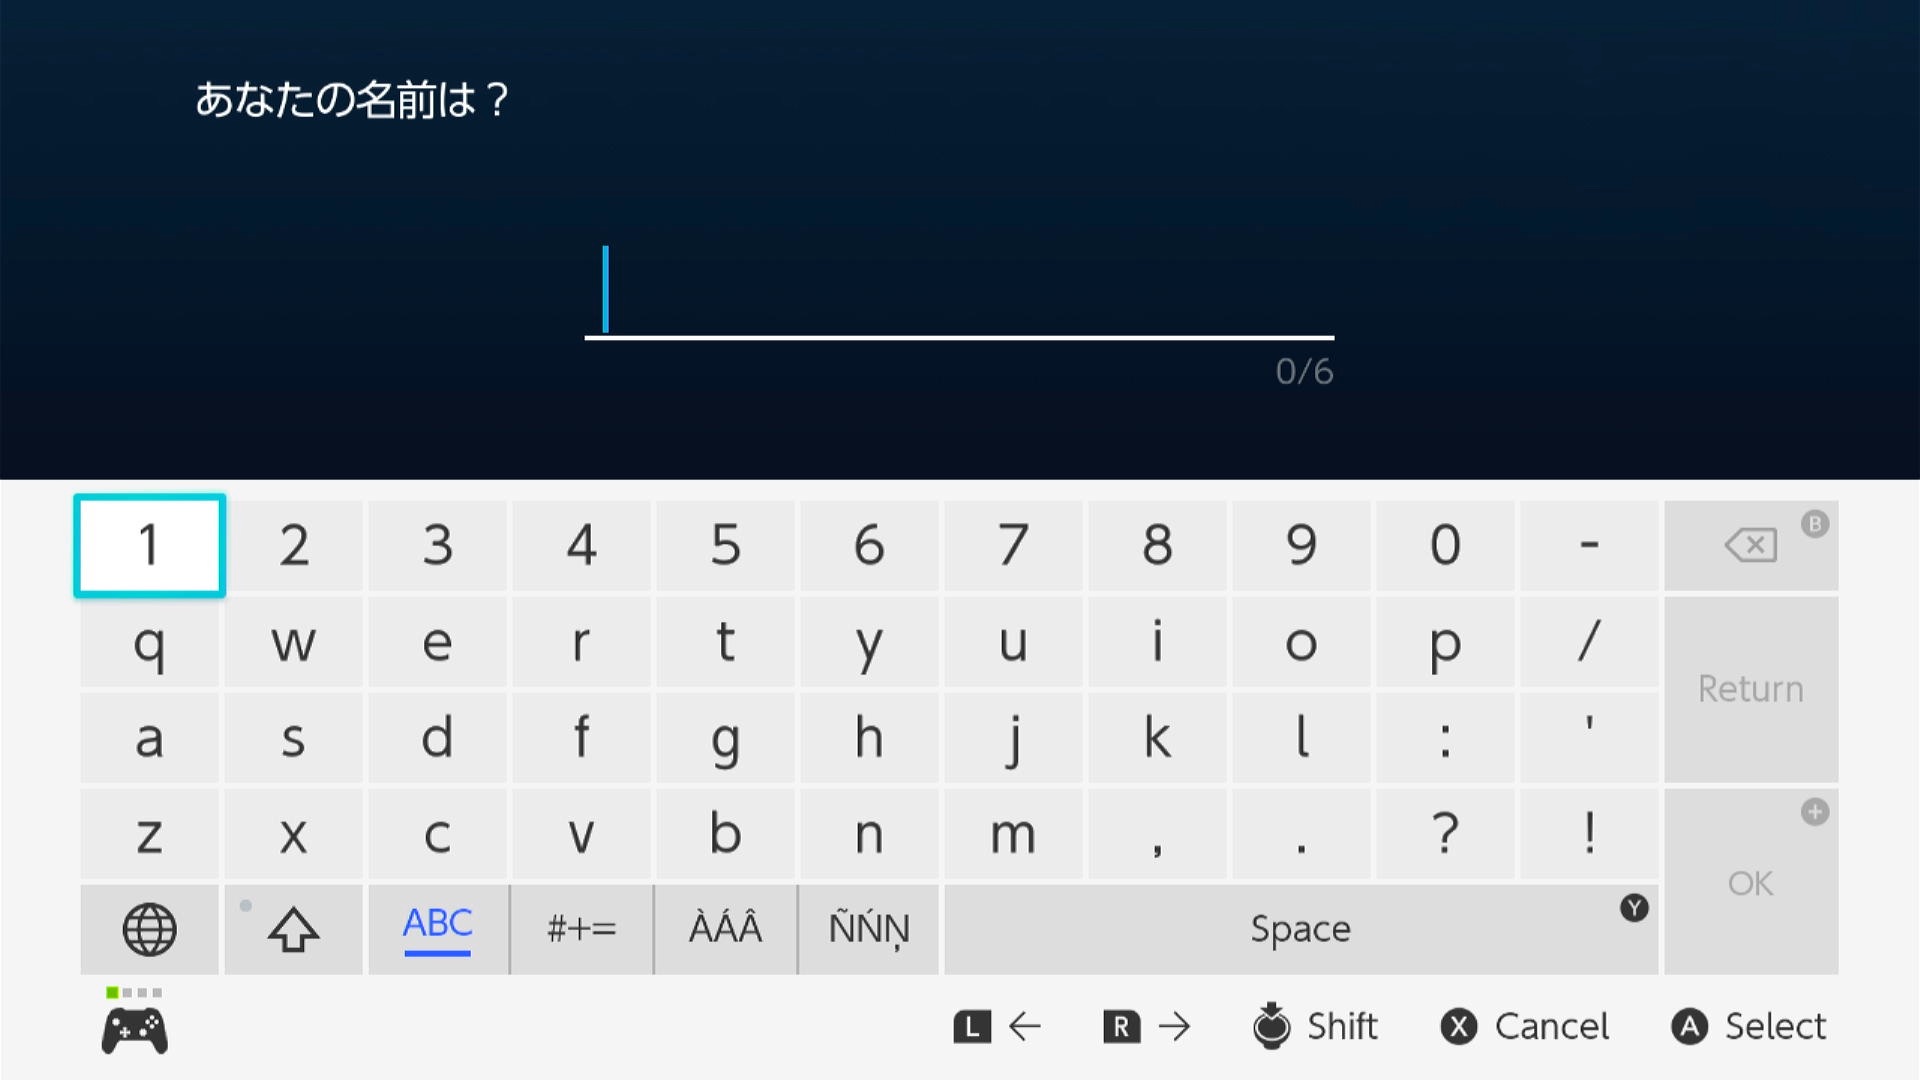 あなたの名前は？
0/6
1 2 3 4 5 6 7 8 9 0 - B
q w e r t y u i o p / Return
a s d f g h j k l : '
z x c v b n m , . ? ! + OK
ABC #+= ÀÁÂ ÑŃŅ Space Y
L ← R → Shift X Cancel A Select